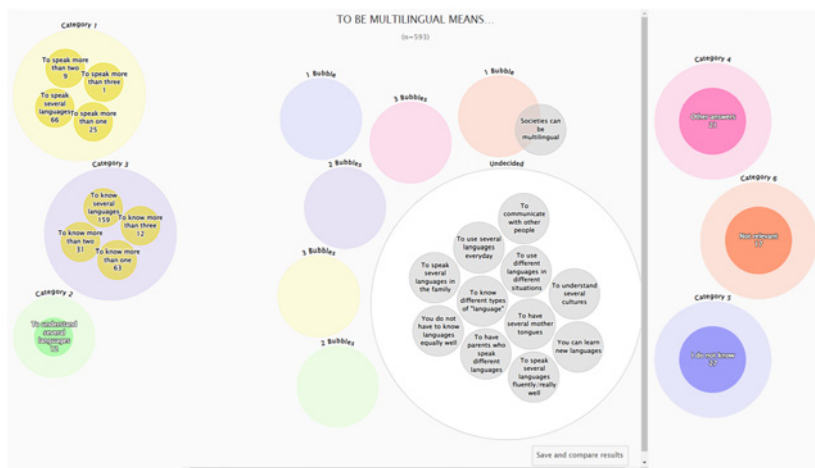 TO BE MULTILINGUAL MEANS...
(n=593)
Category 1
To speak more
than two
9
To speak more
than three
1
To speak
several
languages
66
To speak more
than one
25
Category 3
To know
several
languages
159
To know more
than three
12
To know more
than two
31
To know more
than one
63
Category 2
To understand
several
languages
1 Bubble
3 Bubbles
1 Bubble
Societies can
be
multilingual
2 Bubbles
3 Bubbles
2 Bubbles
Undecided
To
communicate
with other
people
To use several
languages
everyday
To speak
several
languages in
the family
To use
different
languages in
different
situations
To know
different types
of "language"
To understand
several
cultures
You do not
have to know
languages
equally well
To have
several mother
tongues
To have
parents who
speak
different
languages
You can learn
new languages
To speak
several
languages
fluently/really
well
Save and compare results
Category 4
Other answers
23
Category 6
Not relevant
Category 5
I do not know
27